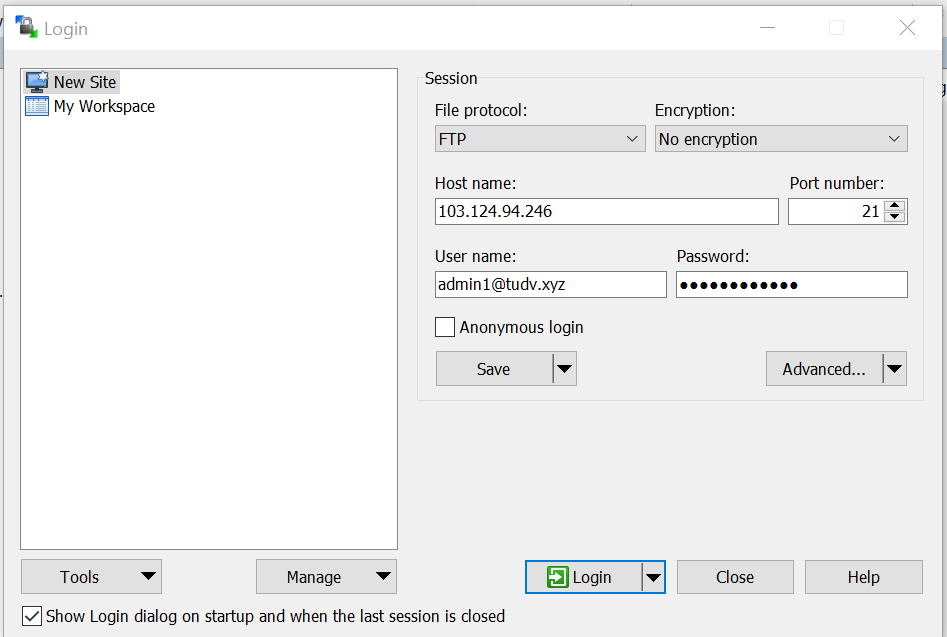 Login
New Site
My Workspace
Session
File protocol: Encryption:
FTP No encryption
Host name: Port number:
103.124.94.246 21
User name: Password:
admin1@tudv.xyz ●●●●●●●●●●●●
Anonymous login
Save Advanced...
Tools Manage Login Close Help
Show Login dialog on startup and when the last session is closed